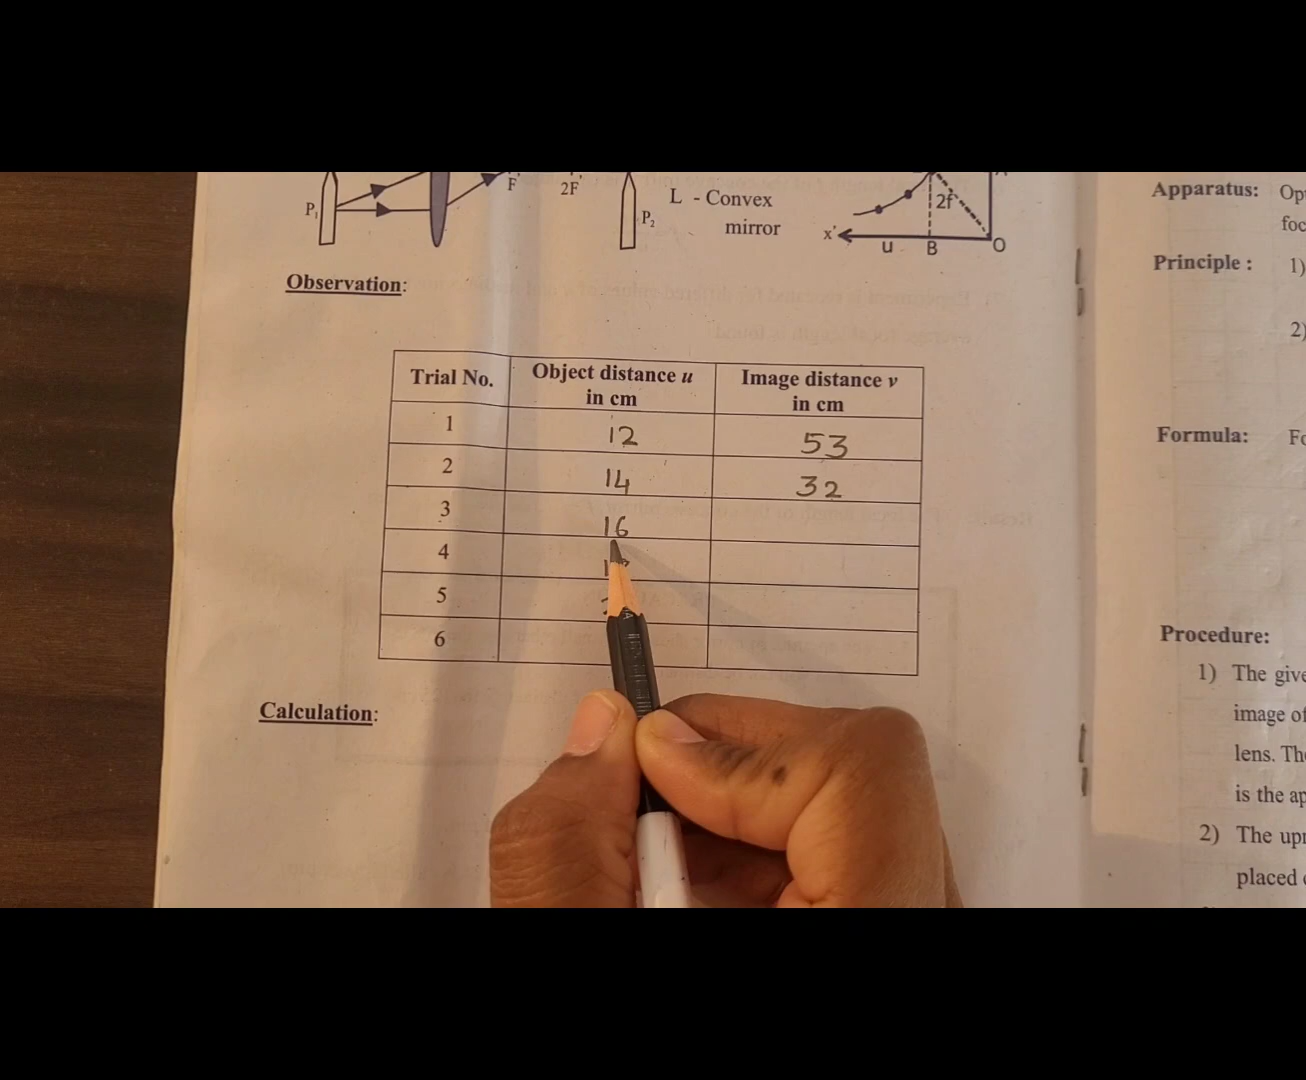 P₁
F'
2F'
P₂
L - Convex
mirror
2f
x'
u
B
O
Observation:
Trial No. Object distance u in cm Image distance v in cm
1 12 53
2 14 32
3 16
4
5
6
Calculation:
Apparatus:
foc
Principle : 1)
2)
Formula:
Procedure:
1) The give
image of
lens. The
is the ap
2) The upr
placed